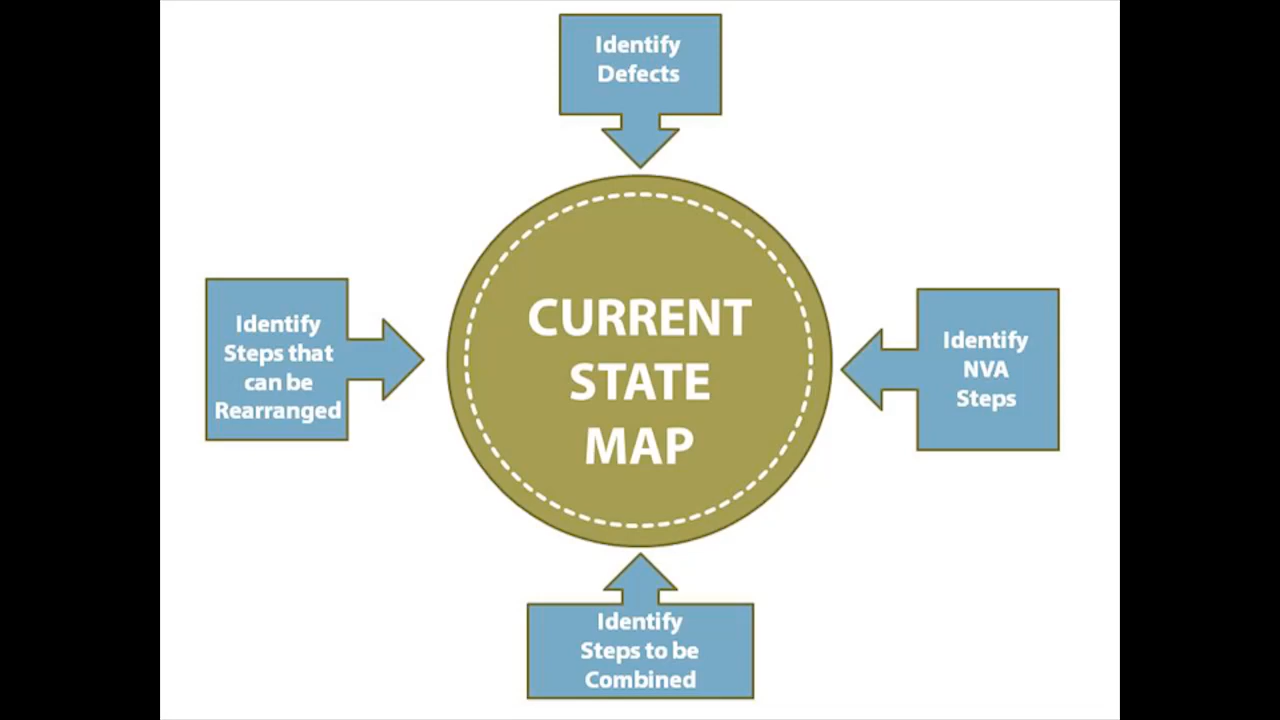 Identify
Defects
Identify
Steps that
can be
Rearranged
CURRENT
STATE
MAP
Identify
NVA
Steps
Identify
Steps to be
Combined